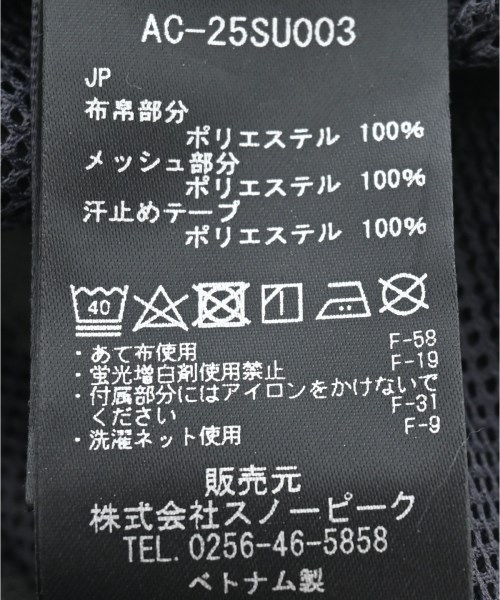 AC-25SU003
JP
布帛部分
ポリエステル 100%
メッシュ部分
ポリエステル 100%
汗止めテープ
ポリエステル 100%
40
・あて布使用 F-58
・蛍光増白剤使用禁止 F-19
・付属部分にはアイロンをかけないで
ください F-31
・洗濯ネット使用 F-9
販売元
株式会社スノーピーク
TEL.0256-46-5858
ベトナム製